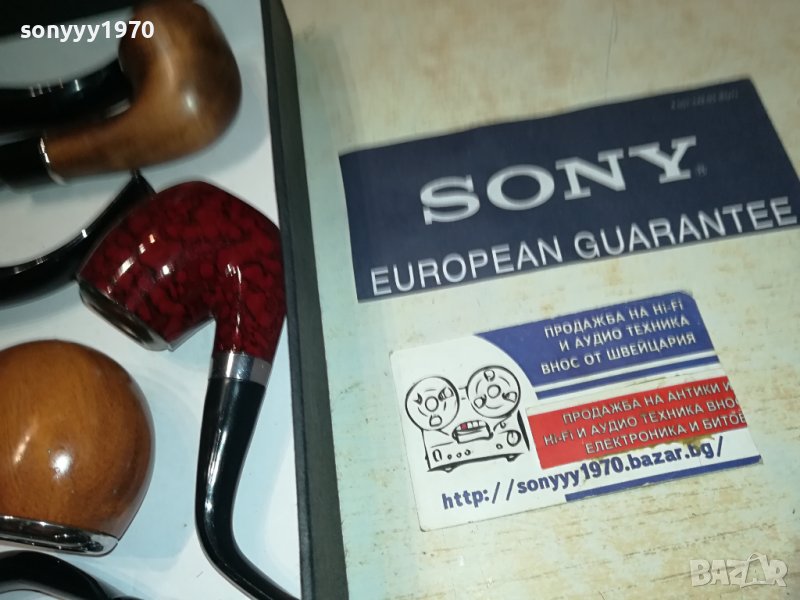 sonyyy1970
SONY®
EUROPEAN GUARANTEE
ПРОДАЖБА НА HI-FI
И АУДИО ТЕХНИКА
ВНОС ОТ ШВЕЙЦАРИЯ
ПРОДАЖБА НА АНТИКИ И
HI-FI И АУДИО ТЕХНИКА ВНОС
ЕЛЕКТРОНИКА И БИТОВ
http://sonyyy1970.bazar.bg/
BAZAR